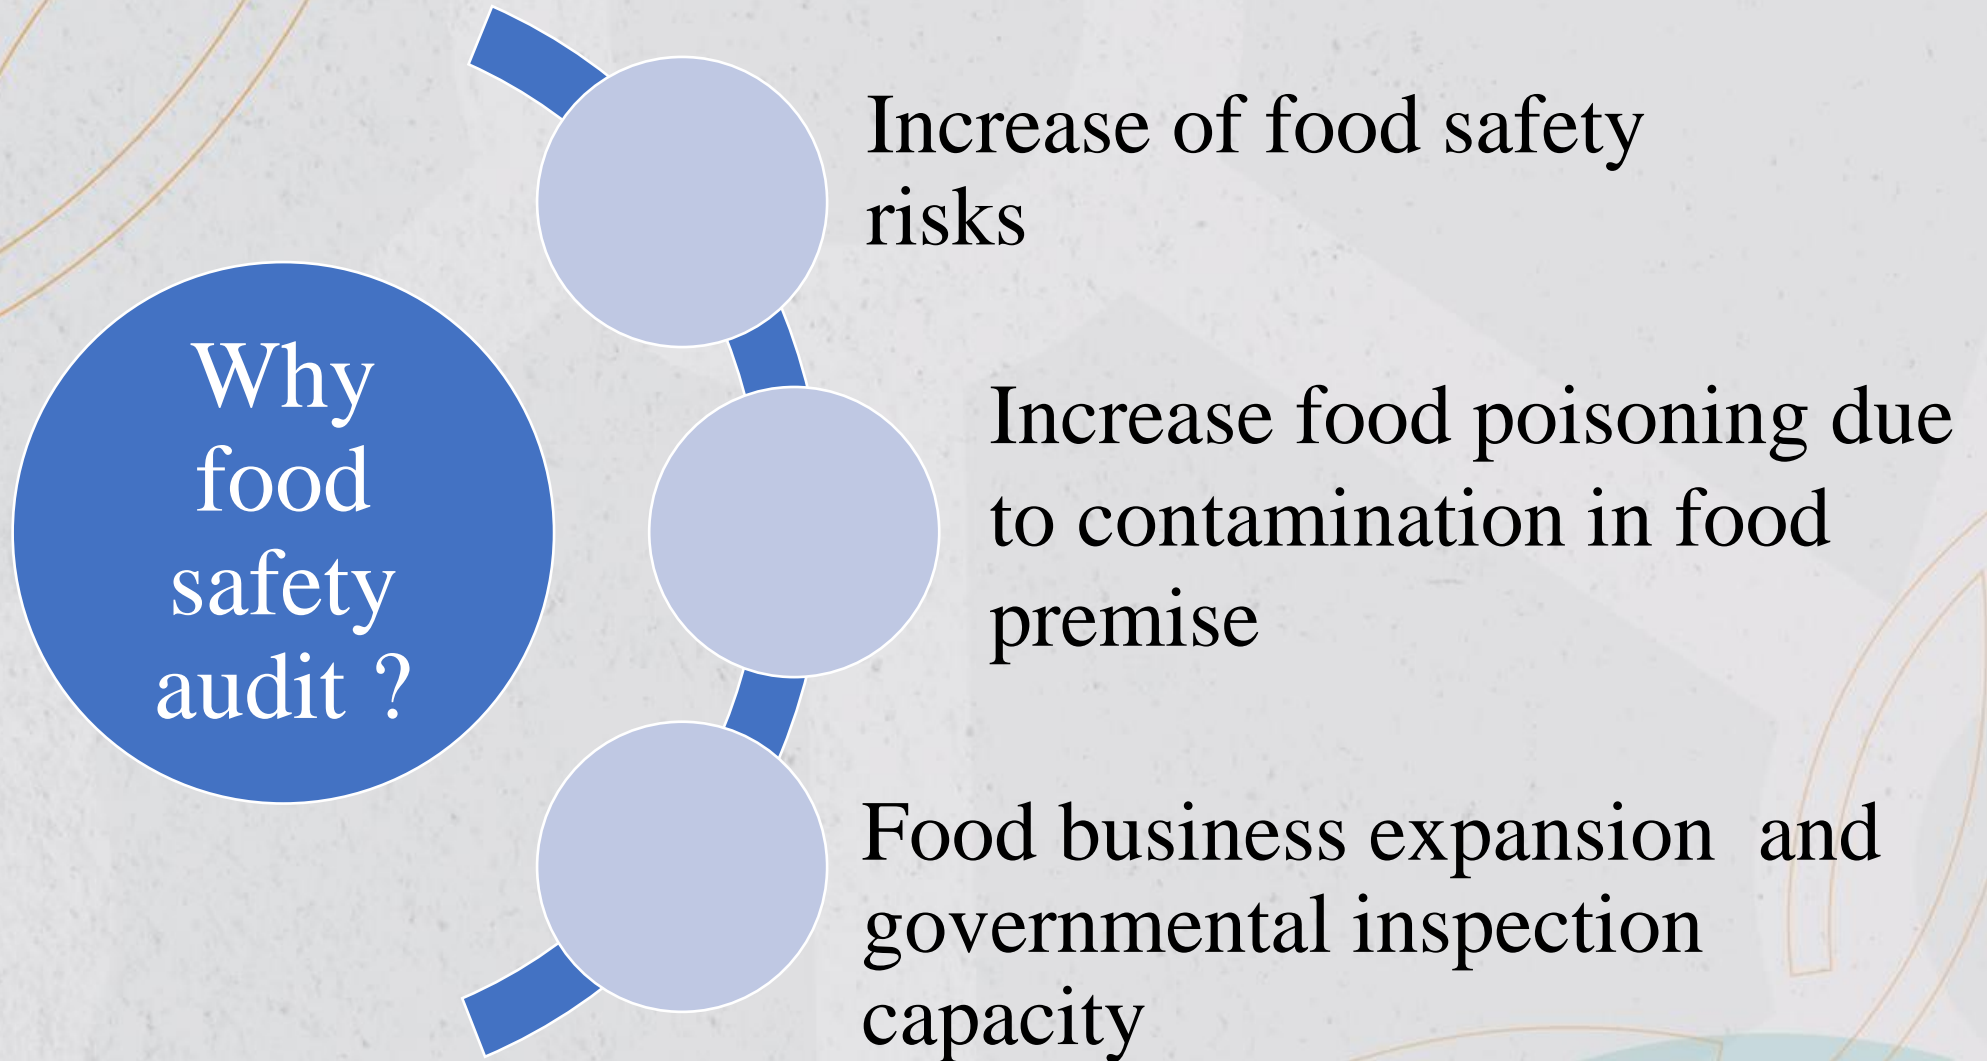 Why
food
safety
audit ?
Increase of food safety
risks
Increase food poisoning due
to contamination in food
premise
Food business expansion  and
governmental inspection
capacity